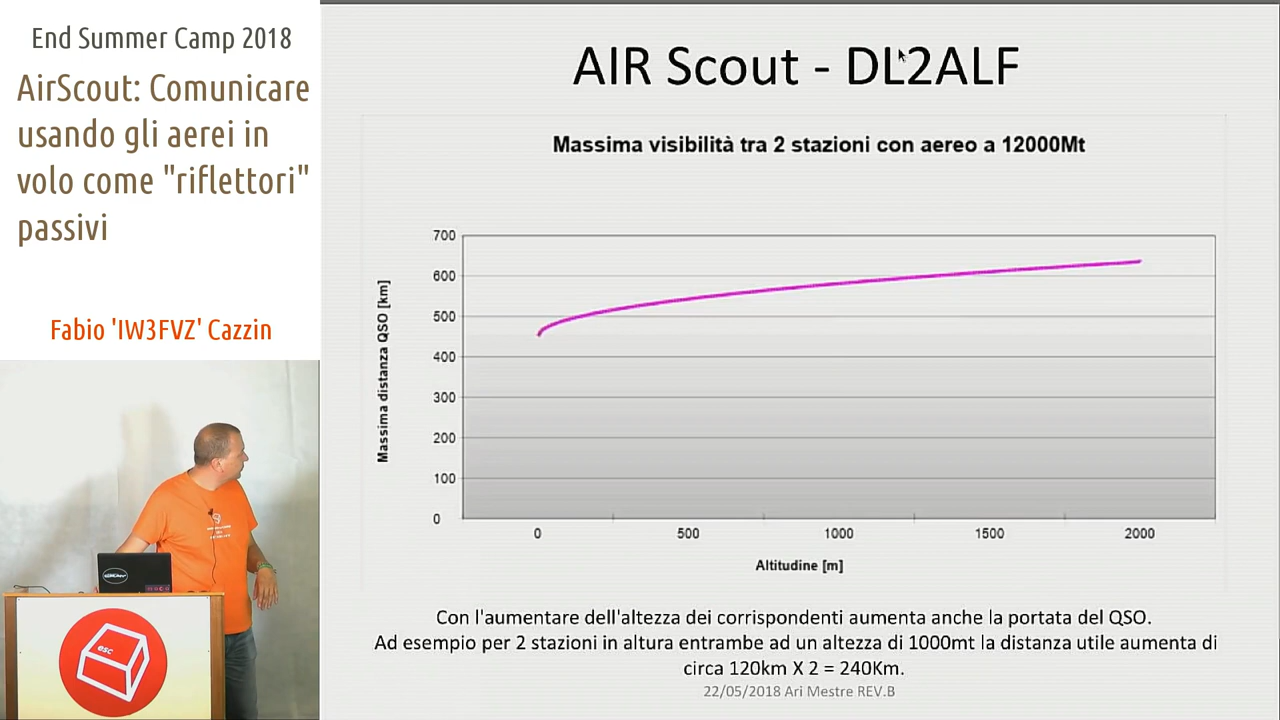 End Summer Camp 2018
AirScout: Comunicare
usando gli aerei in
volo come "riflettori"
passivi
Fabio 'IW3FVZ' Cazzin
esc
AIR Scout - DL2ALF
Massima visibilità tra 2 stazioni con aereo a 12000Mt
Massima distanza QSO [km]
700
600
500
400
300
200
100
0
0 500 1000 1500 2000
Altitudine [m]
Con l'aumentare dell'altezza dei corrispondenti aumenta anche la portata del QSO.
Ad esempio per 2 stazioni in altura entrambe ad un altezza di 1000mt la distanza utile aumenta di
circa 120km X 2 = 240Km.
22/05/2018 Ari Mestre REV.B